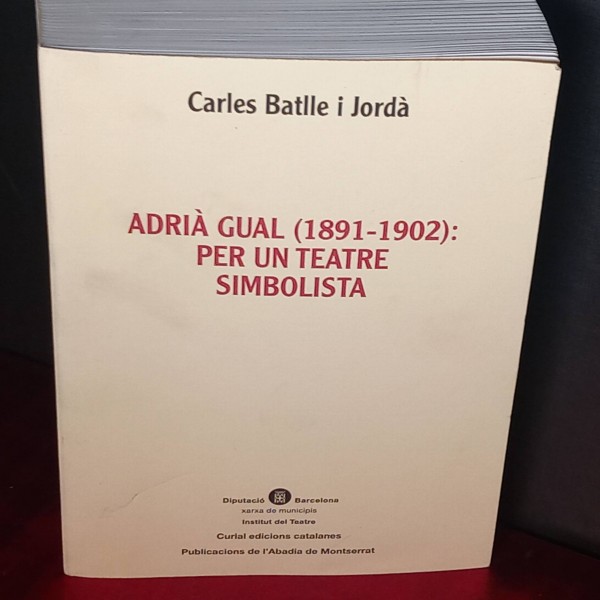 Carles Batlle i Jordà
ADRIÀ GUAL (1891-1902):
PER UN TEATRE
SIMBOLISTA
Diputació Barcelona
xarxa de municipis
Institut del Teatre
Curial edicions catalanes
Publicacions de l'Abadia de Montserrat